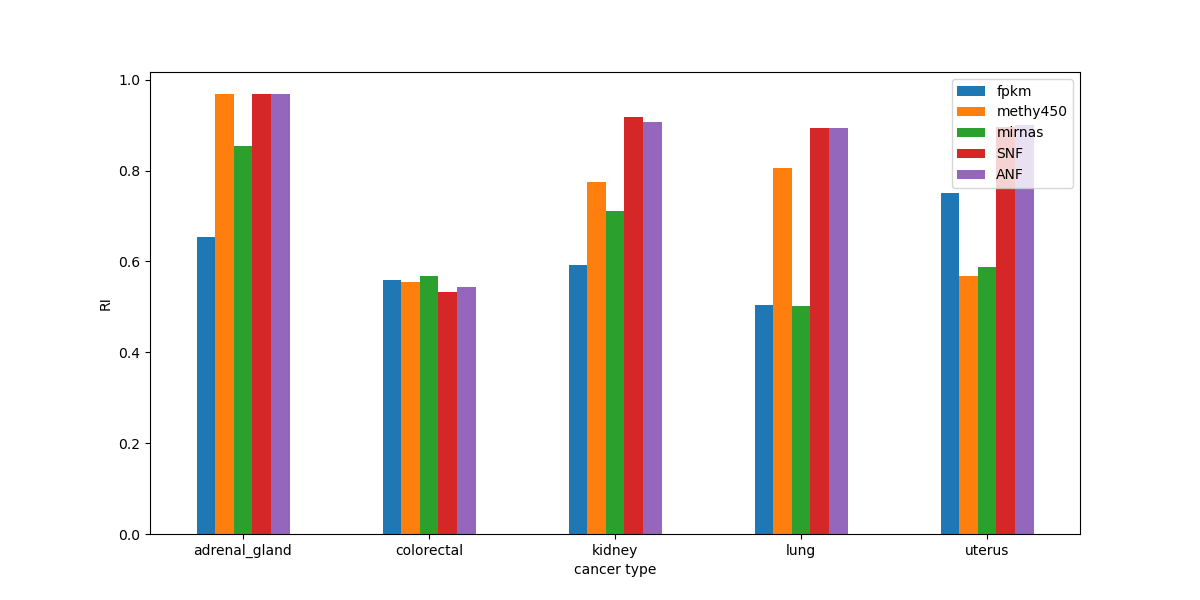 1.0
0.8
0.6
0.4
0.2
0.0
RI
fpkm
methy450
mirnas
SNF
ANF
adrenal_gland
colorectal
kidney
lung
uterus
cancer type